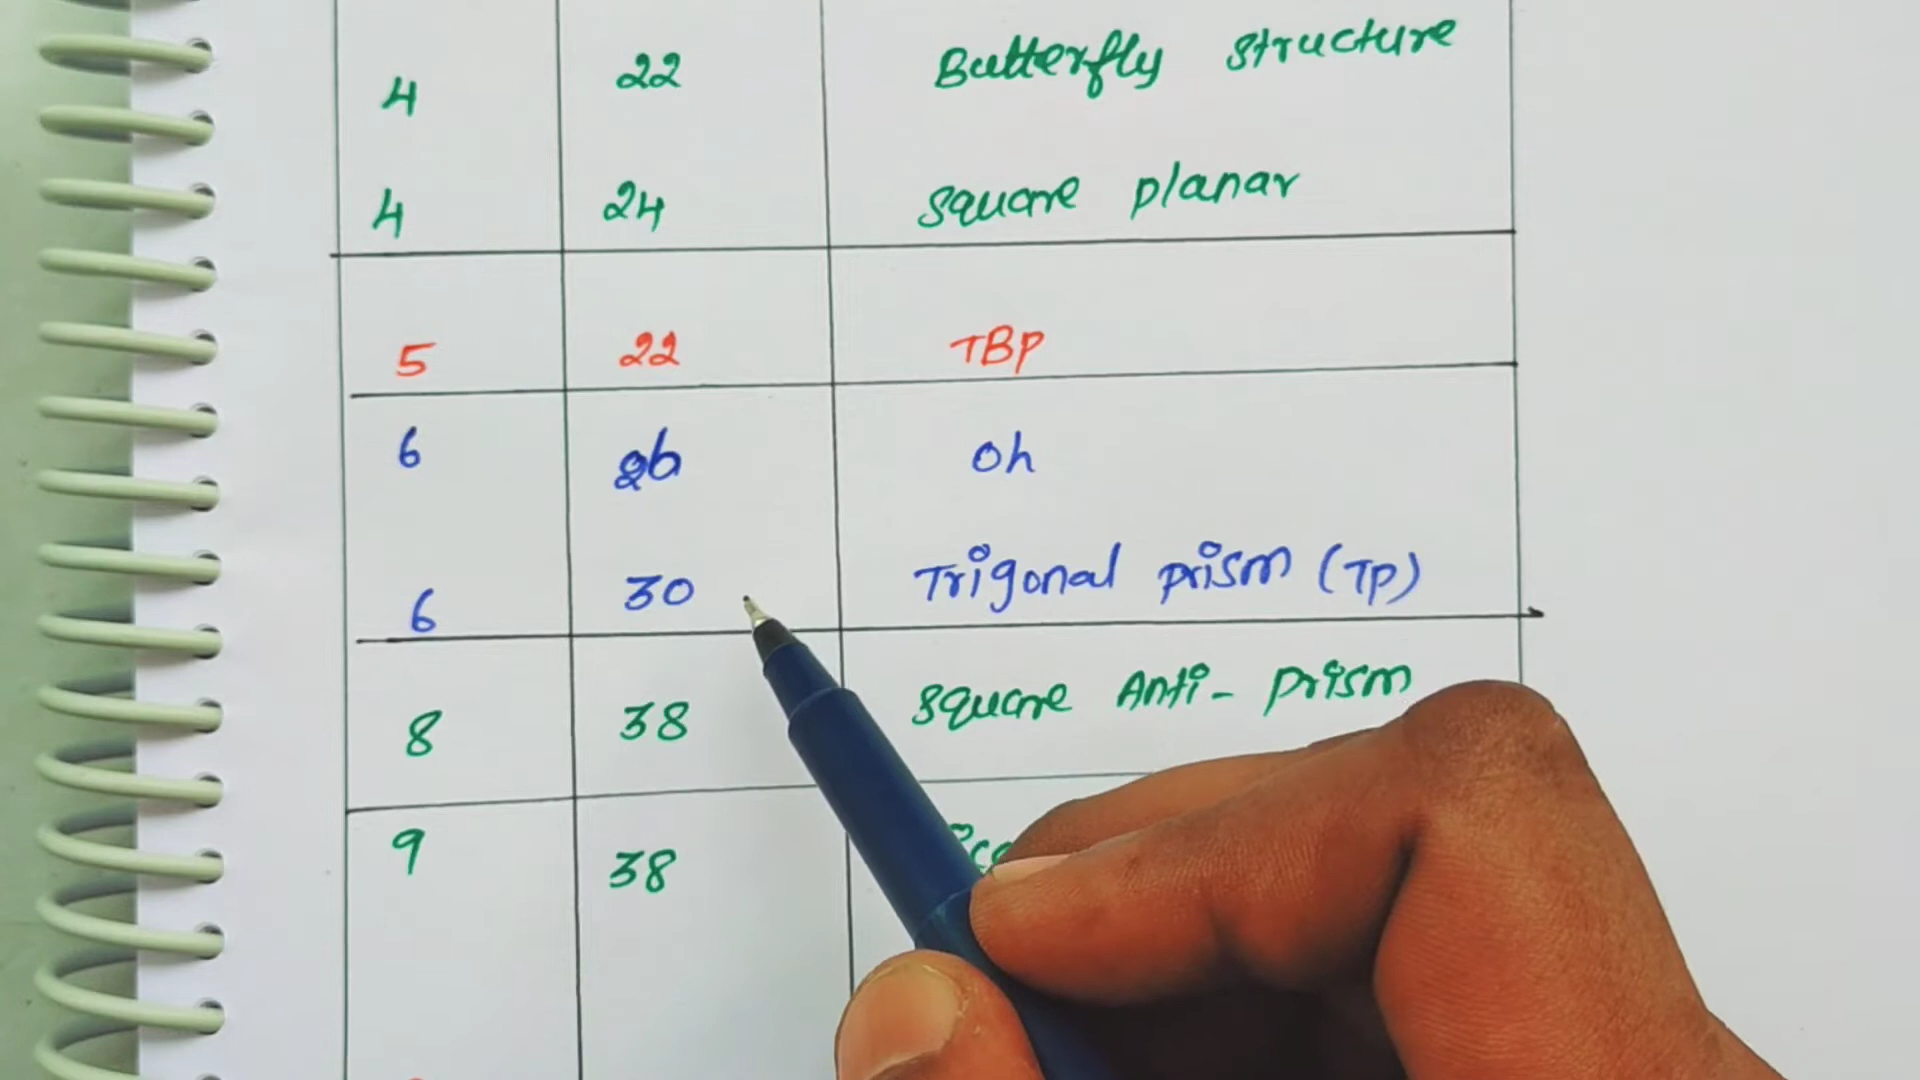 4 22 Butterfly structure
4 24 square planar
5 22 TBP
6 26 Oh
6 30 Trigonal prism (TP)
8 38 square Anti-prism
9 38